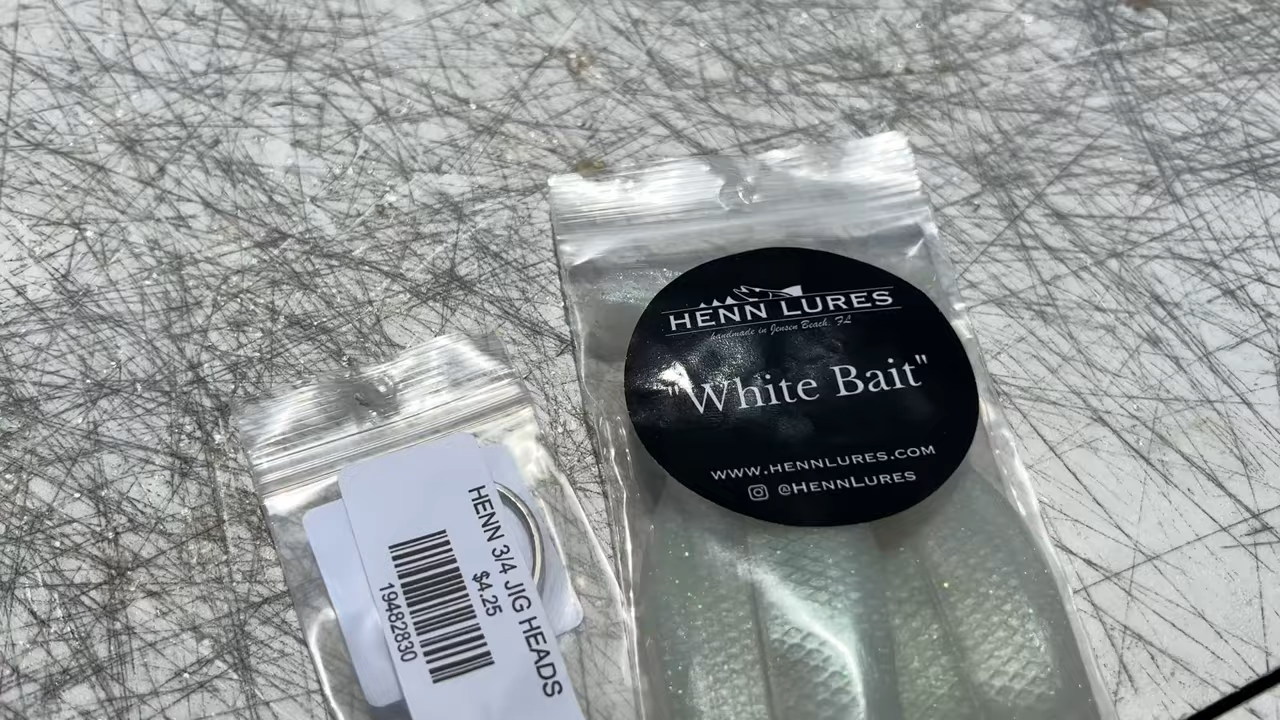 HENN LURES
handmade in Jensen Beach, FL
"White Bait"
WWW.HENNLURES.COM
@HENNLURES
HENN 3/4 JIG HEADS
$4.25
19482830